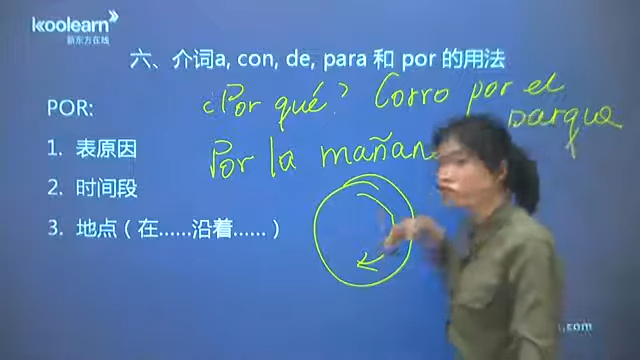 koolearn
新东方在线
六、介词a, con, de, para 和 por 的用法
¿Por qué? Corro por el parque
POR:
1. 表原因
Por la mañana
2. 时间段
3. 地点（在......沿着......）
.com